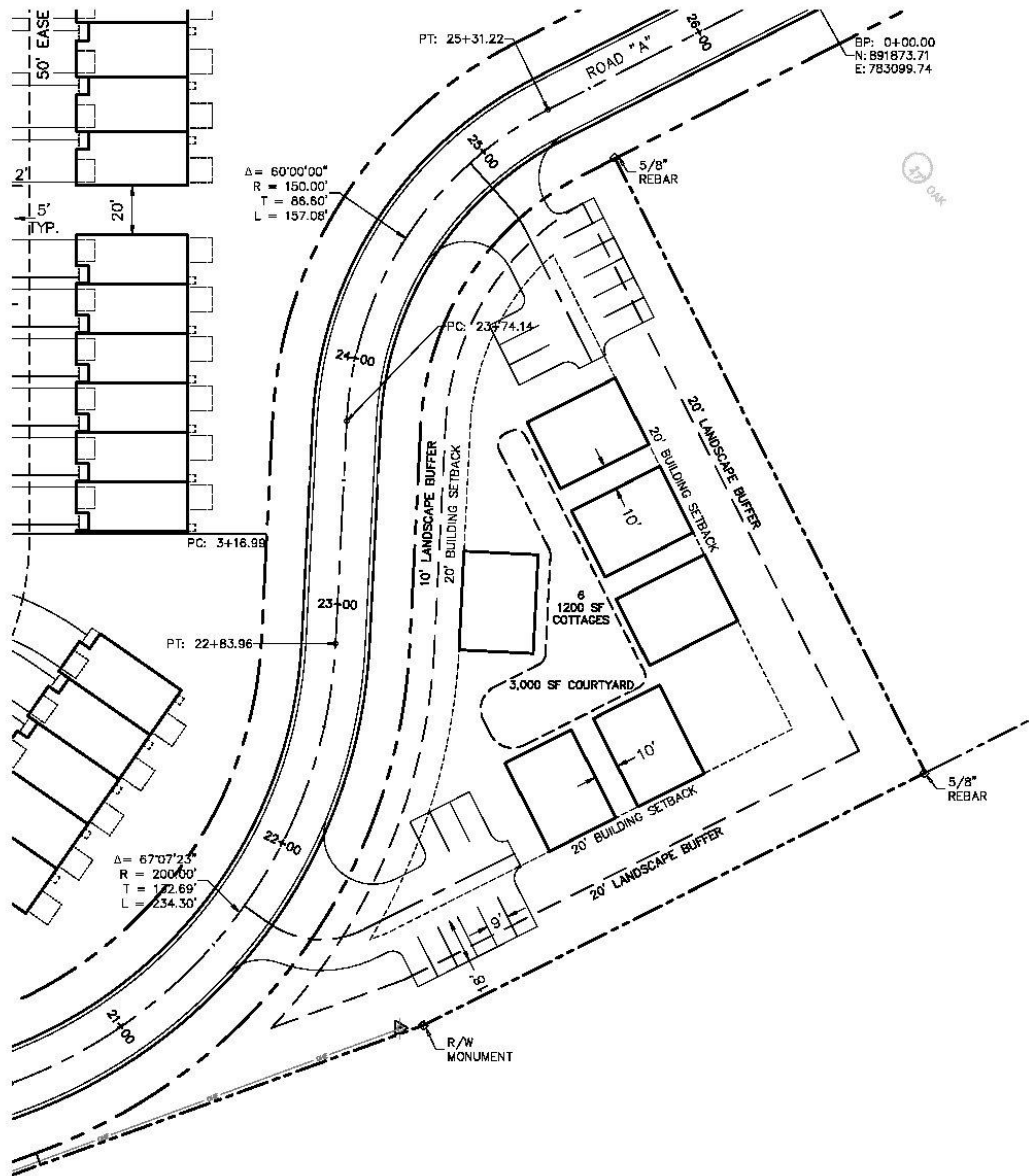 50' EASE
PT: 25+31.22
ROAD "A"
26+00
BP: 0+00.00
N: 891873.71
E: 783099.74
25+00
5/8"
REBAR
17 OAK
Δ= 60°00'00"
R = 150.00'
T = 86.60'
L = 157.08'
2'
5'
TYP.
20'
PC: 23+74.14
24+00
20' LANDSCAPE BUFFER
20' BUILDING SETBACK
10' LANDSCAPE BUFFER
20' BUILDING SETBACK
10'
PC: 3+16.99
6
1200 SF
COTTAGES
23+00
PT: 22+83.96
3,000 SF COURTYARD
10'
5/8"
REBAR
22+00
20' BUILDING SETBACK
20' LANDSCAPE BUFFER
Δ= 67°07'23"
R = 200.00'
T = 132.69'
L = 234.30'
9'
18'
21+00
R/W
MONUMENT